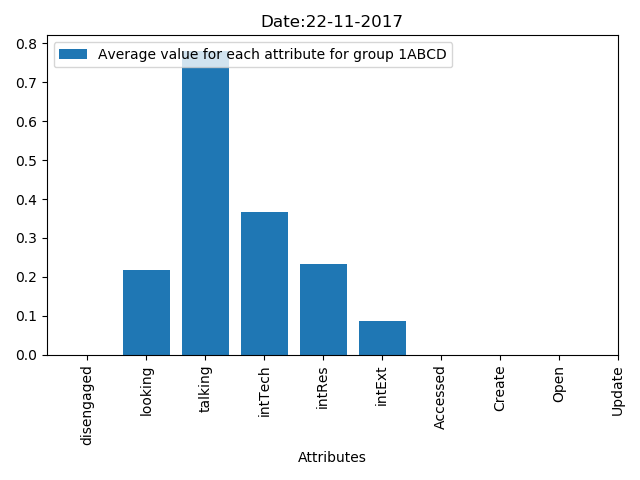 Date:22-11-2017
Average value for each attribute for group 1ABCD
0.8
0.7
0.6
0.5
0.4
0.3
0.2
0.1
0.0
disengaged
looking
talking
intTech
intRes
intExt
Accessed
Create
Open
Update
Attributes